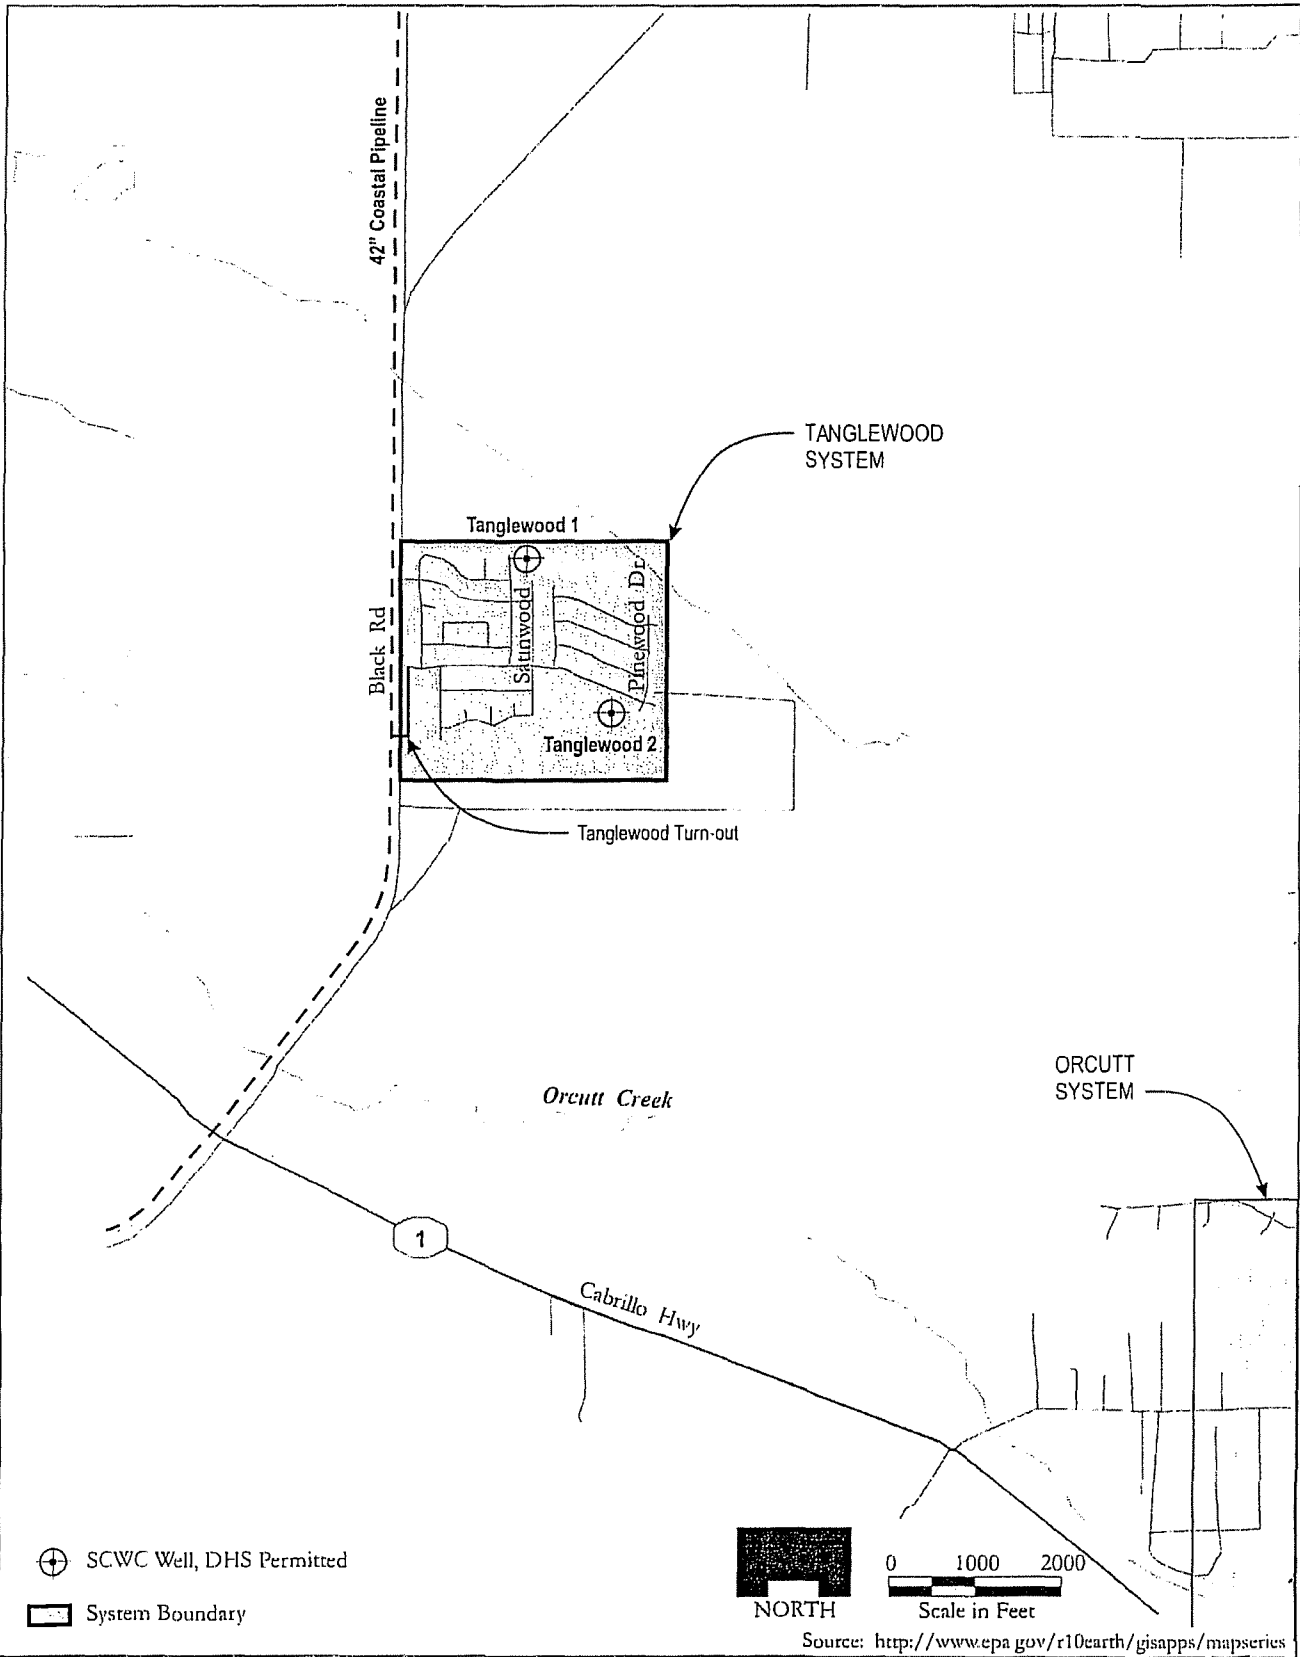 42" Coastal Pipeline
TANGLEWOOD
SYSTEM
Tanglewood 1
Black Rd
Satinwood
Pinewood Dr
Tanglewood 2
Tanglewood Turn-out
ORCUTT
SYSTEM
Orcutt Creek
1
Cabrillo Hwy
SCWC Well, DHS Permitted
System Boundary
NORTH
0 1000 2000
Scale in Feet
Source: http://www.epa.gov/r10earth/gisapps/mapseries